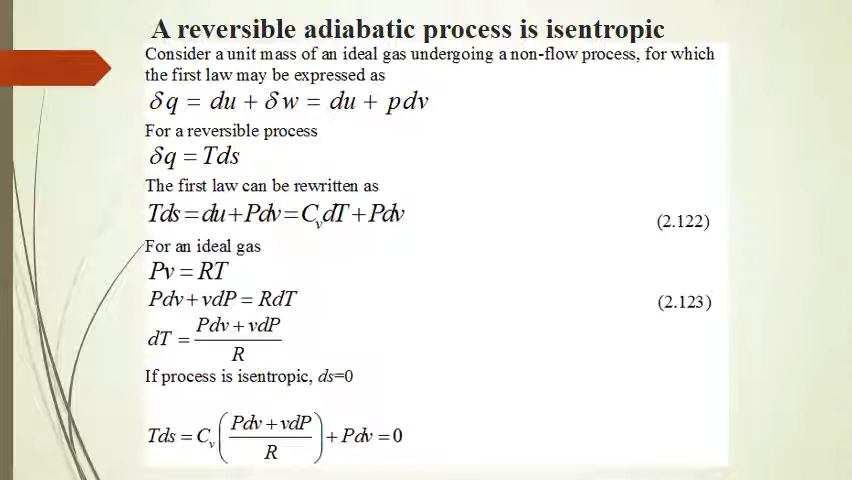 A reversible adiabatic process is isentropic
Consider a unit mass of an ideal gas undergoing a non-flow process, for which
the first law may be expressed as
δq = du + δw = du + pdv
For a reversible process
δq = Tds
The first law can be rewritten as
Tds = du + Pdv = C_v dT + Pdv (2.122)
For an ideal gas
Pv = RT
Pdv + vdP = RdT (2.123)
dT = (Pdv + vdP) / R
If process is isentropic, ds=0
Tds = C_v ((Pdv + vdP) / R) + Pdv = 0